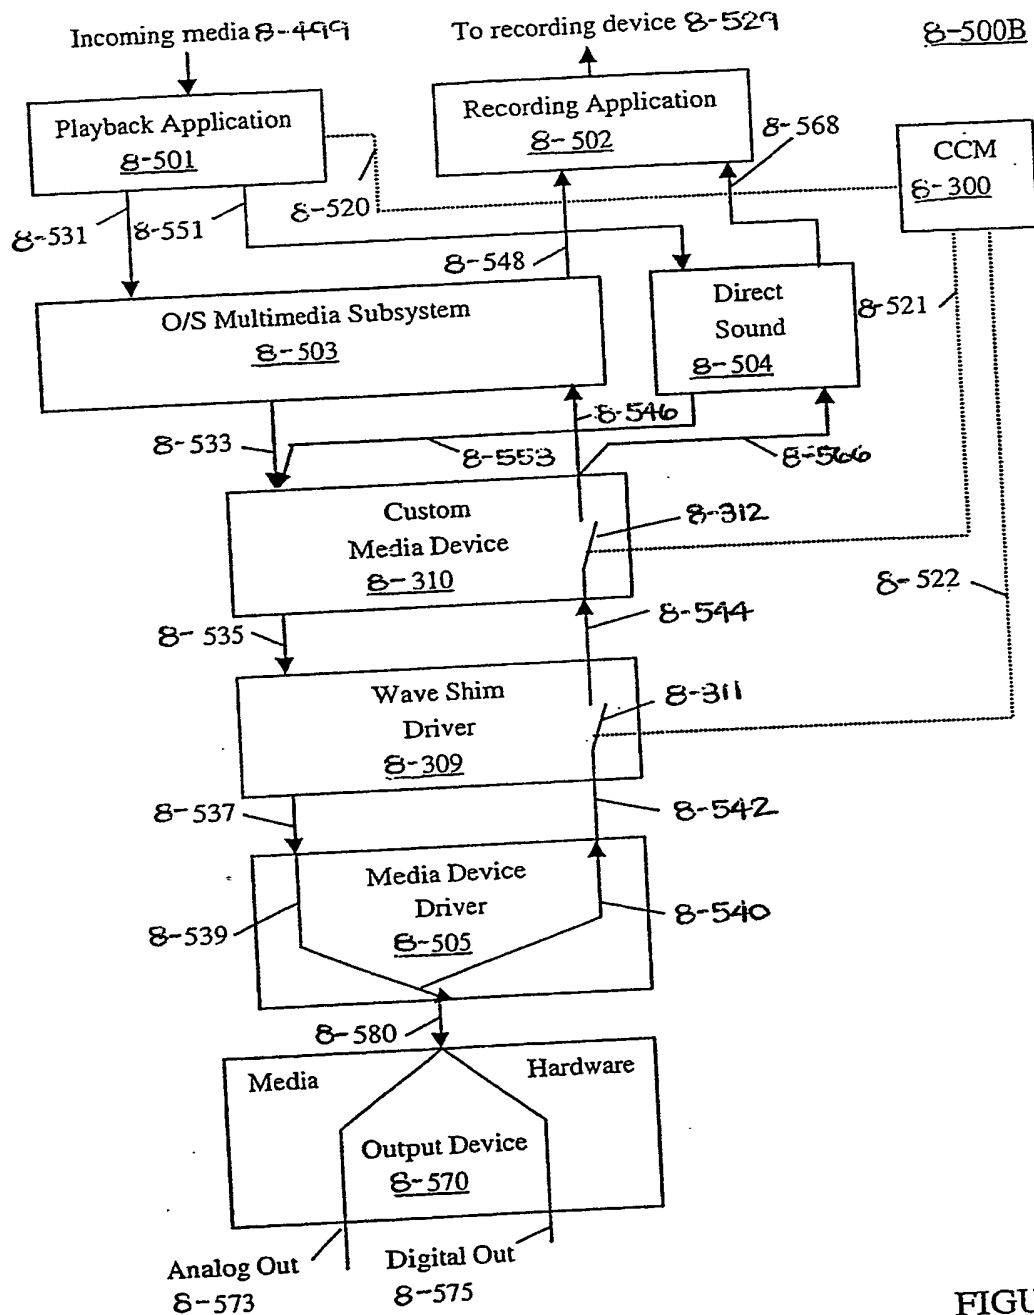 Incoming media 8-499
To recording device 8-529
8-500B
Playback Application
8-501
Recording Application
8-502
8-568
CCM
8-300
8-531
8-551
8-520
8-548
O/S Multimedia Subsystem
8-503
Direct
Sound
8-504
8-521
8-533
8-553
8-546
8-566
Custom
Media Device
8-310
8-312
8-522
8-535
8-544
Wave Shim
Driver
8-309
8-311
8-537
8-542
Media Device
Driver
8-505
8-539
8-540
8-580
Media
Hardware
Output Device
8-570
Analog Out
8-573
Digital Out
8-575
FIGU